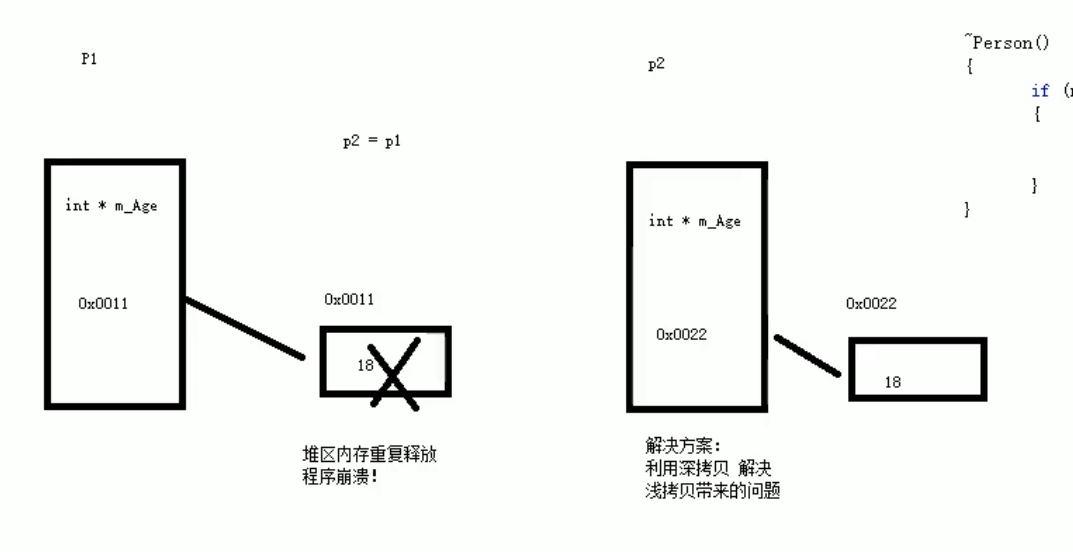 P1
p2 = p1
int * m_Age
0x0011
0x0011
18
堆区内存重复释放
程序崩溃!
p2
int * m_Age
0x0022
0x0022
18
解决方案:
利用深拷贝 解决
浅拷贝带来的问题
~Person()
{
if (
{
}
}